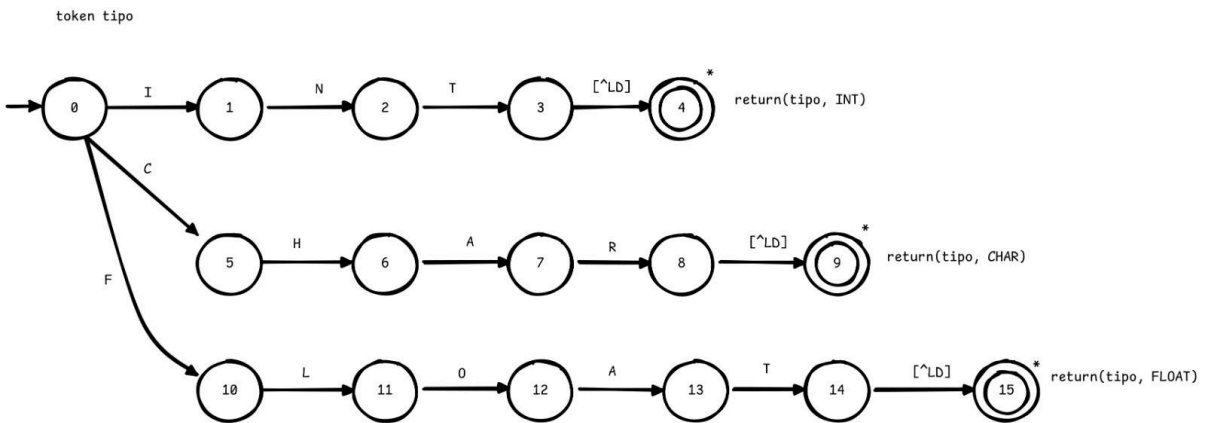 token tipo
0 I 1 N 2 T 3 [^LD] 4 * return(tipo, INT)
C
5 H 6 A 7 R 8 [^LD] 9 * return(tipo, CHAR)
F
10 L 11 O 12 A 13 T 14 [^LD] 15 * return(tipo, FLOAT)